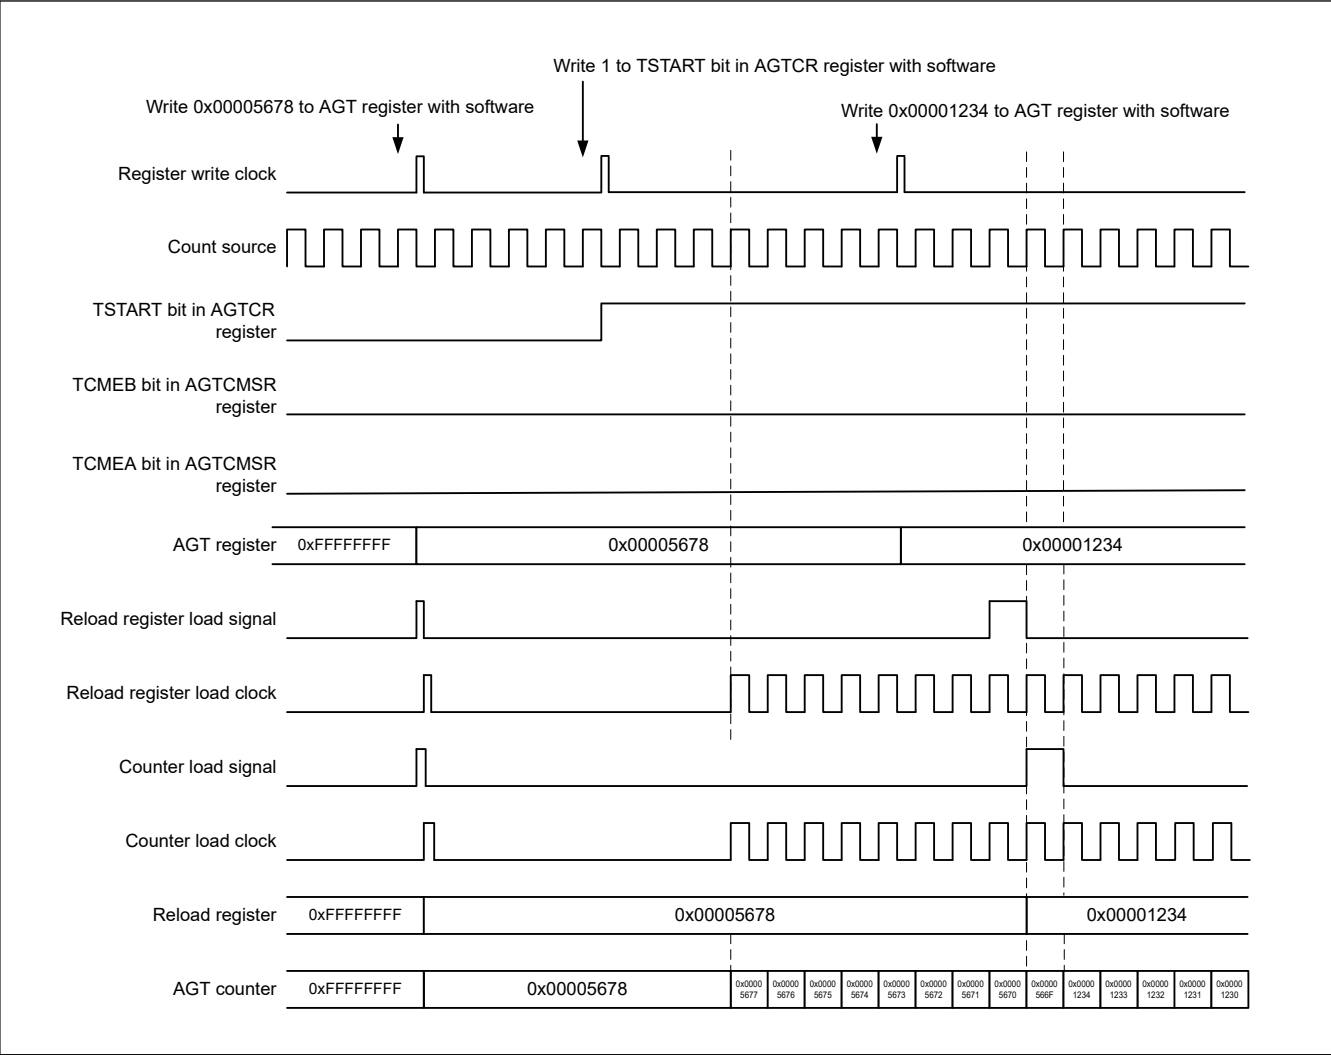 Write 1 to TSTART bit in AGTCR register with software
Write 0x00005678 to AGT register with software
Write 0x00001234 to AGT register with software
Register write clock
Count source
TSTART bit in AGTCR
register
TCMEB bit in AGTCMSR
register
TCMEA bit in AGTCMSR
register
AGT register 0xFFFFFFFF 0x00005678 0x00001234
Reload register load signal
Reload register load clock
Counter load signal
Counter load clock
Reload register 0xFFFFFFFF 0x00005678 0x00001234
AGT counter 0xFFFFFFFF 0x00005678
0x0000 0x0000 0x0000 0x0000 0x0000 0x0000 0x0000 0x0000 0x0000 0x0000 0x0000 0x0000 0x0000 0x0000
5677 5676 5675 5674 5673 5672 5671 5670 566F 1234 1233 1232 1231 1230